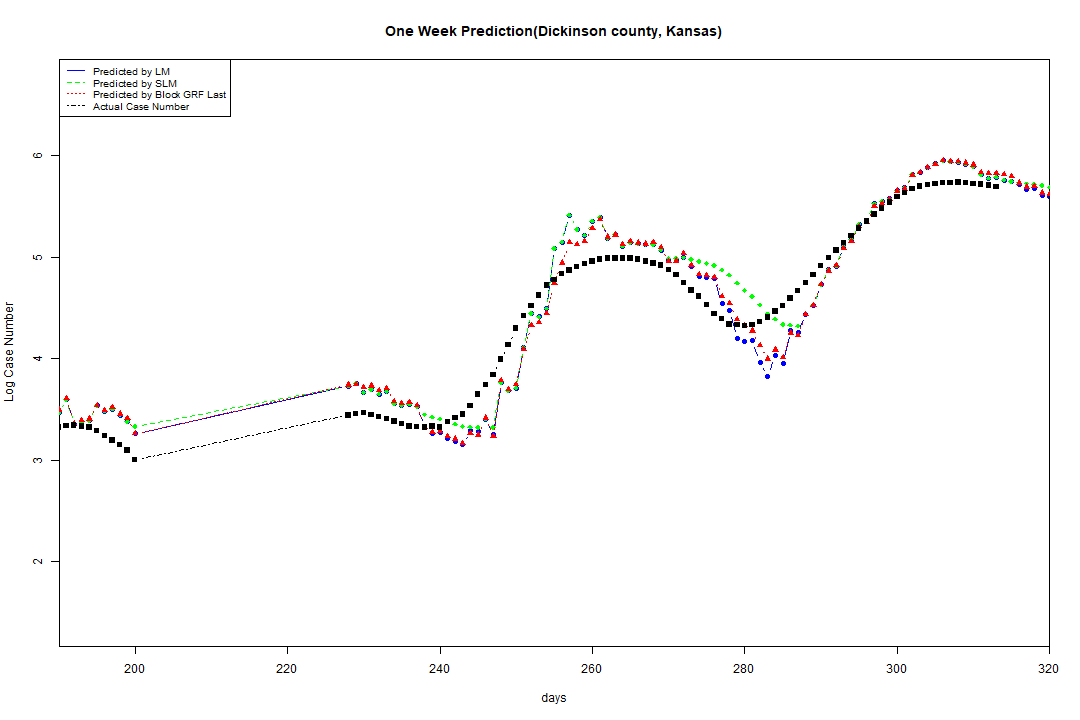 One Week Prediction(Dickinson county, Kansas)
Predicted by LM
Predicted by SLM
Predicted by Block GRF Last
Actual Case Number
6
5
4
3
2
Log Case Number
200 220 240 260 280 300 320
days